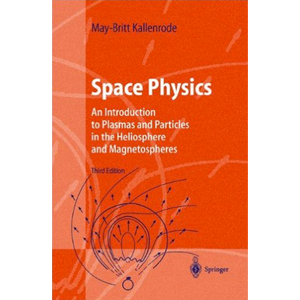 May-Britt Kallenrode
Space Physics
An Introduction
to Plasmas and Particles
in the Heliosphere
and Magnetospheres
Third Edition
Springer